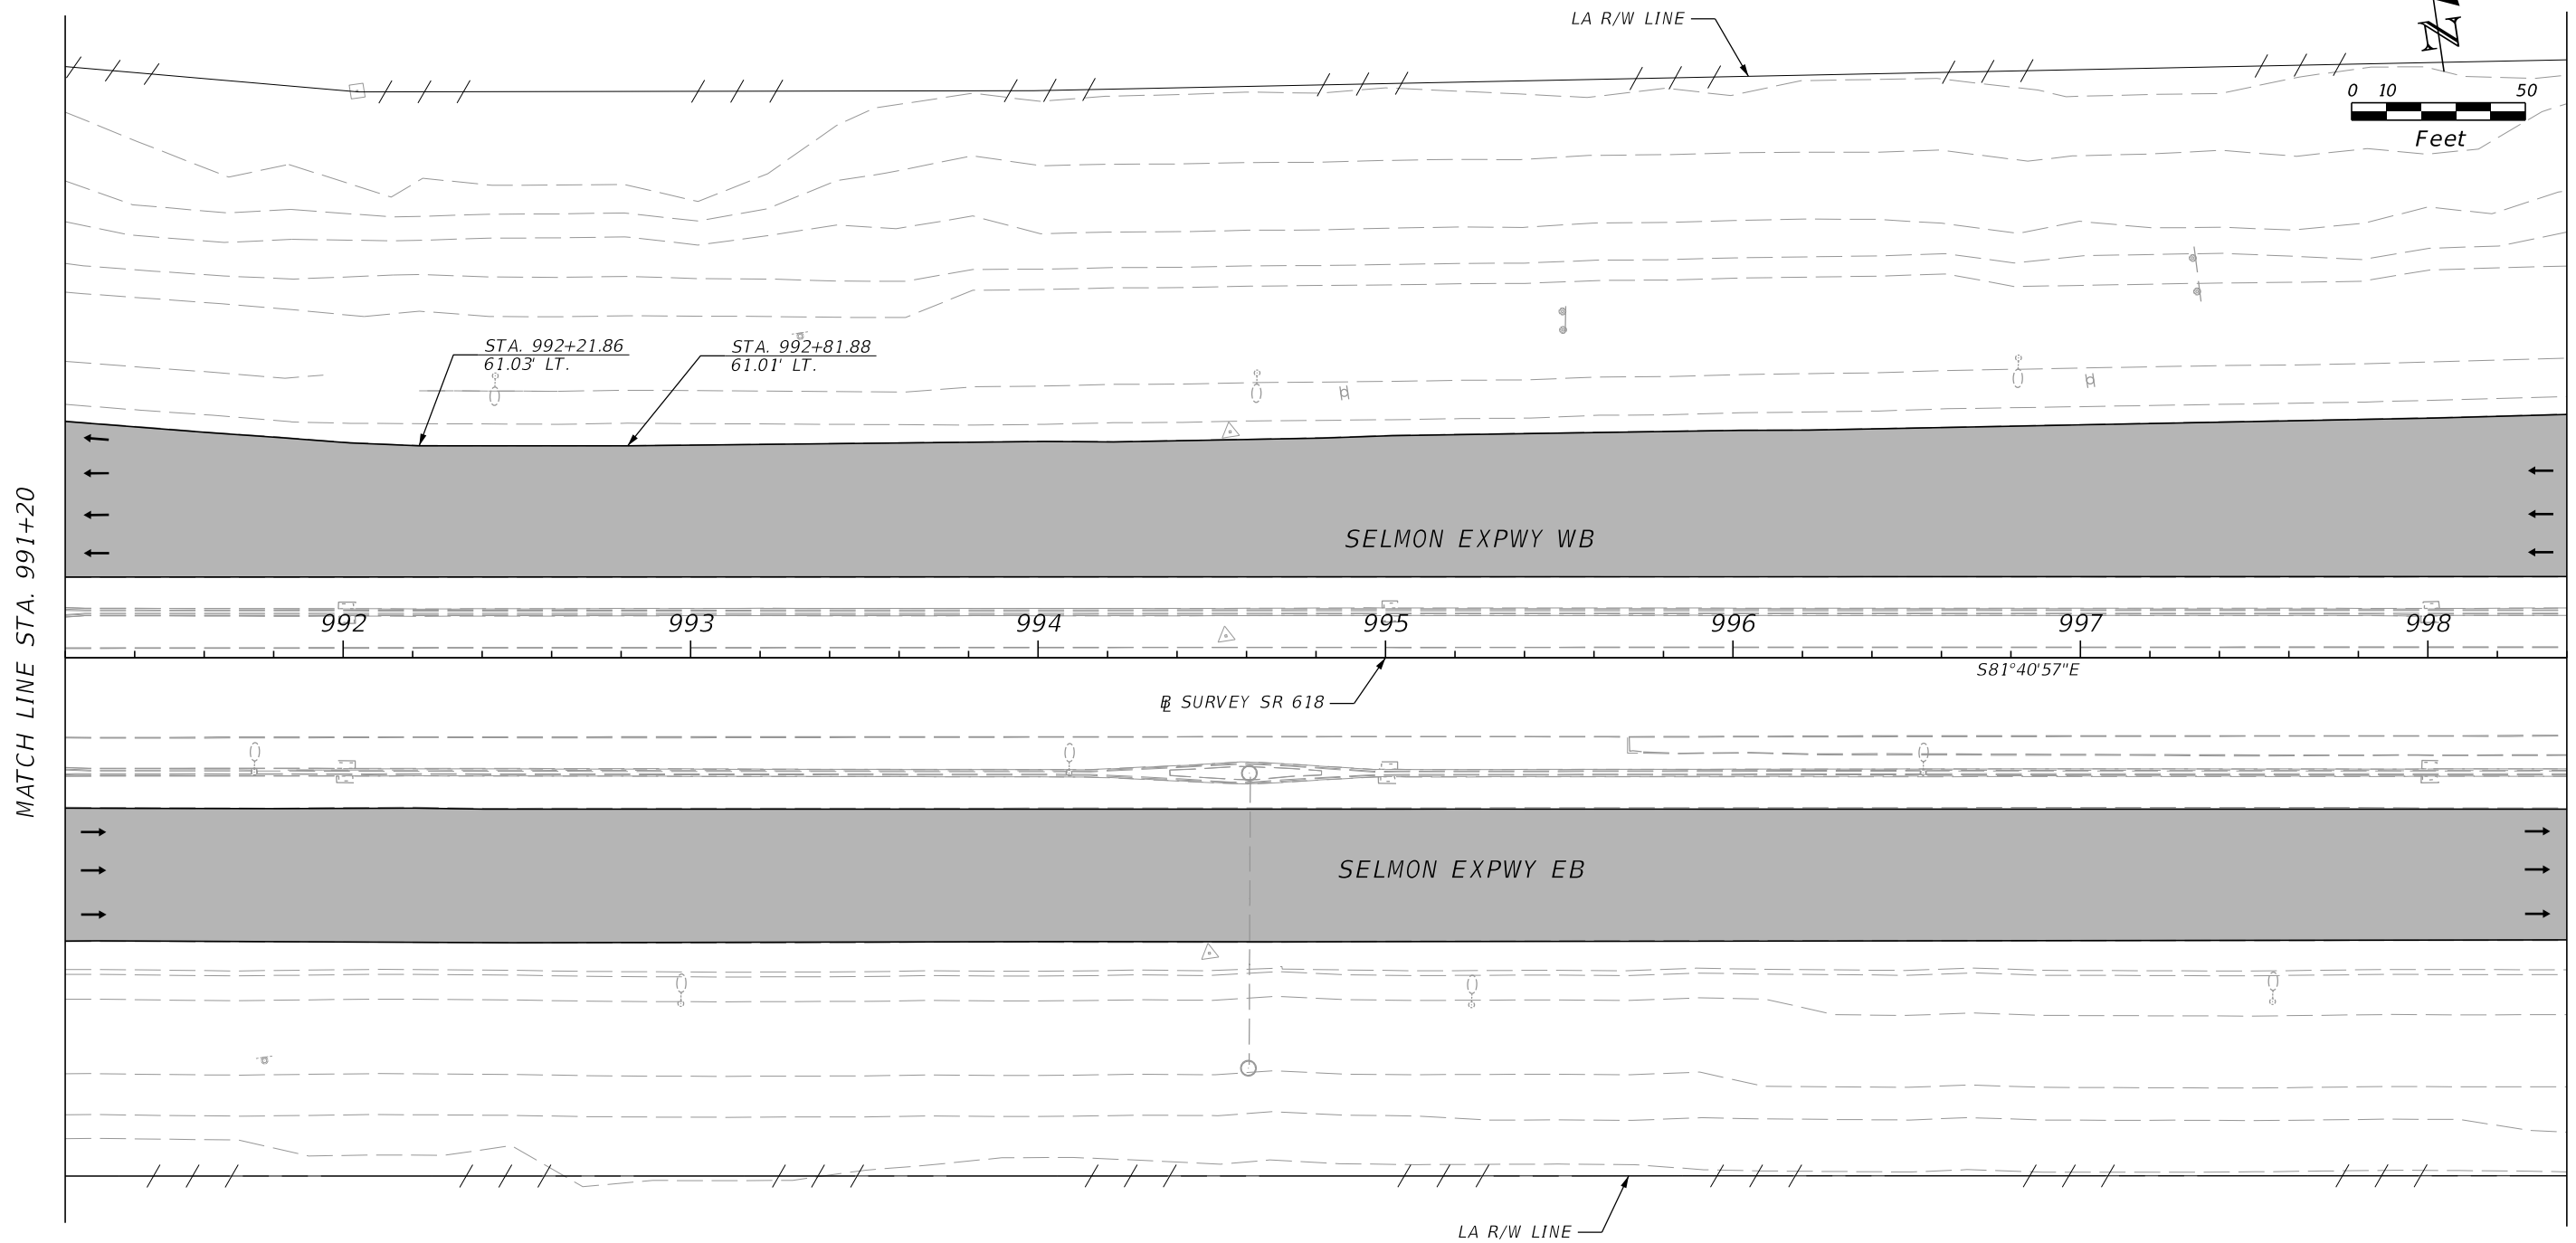 LA R/W LINE
N
0 10 50
Feet
STA. 992+21.86
61.03' LT.
STA. 992+81.88
61.01' LT.
MATCH LINE STA. 991+20
SELMON EXPWY WB
992 993 994 995 996 997 998
S81°40'57"E
BL SURVEY SR 618
SELMON EXPWY EB
LA R/W LINE